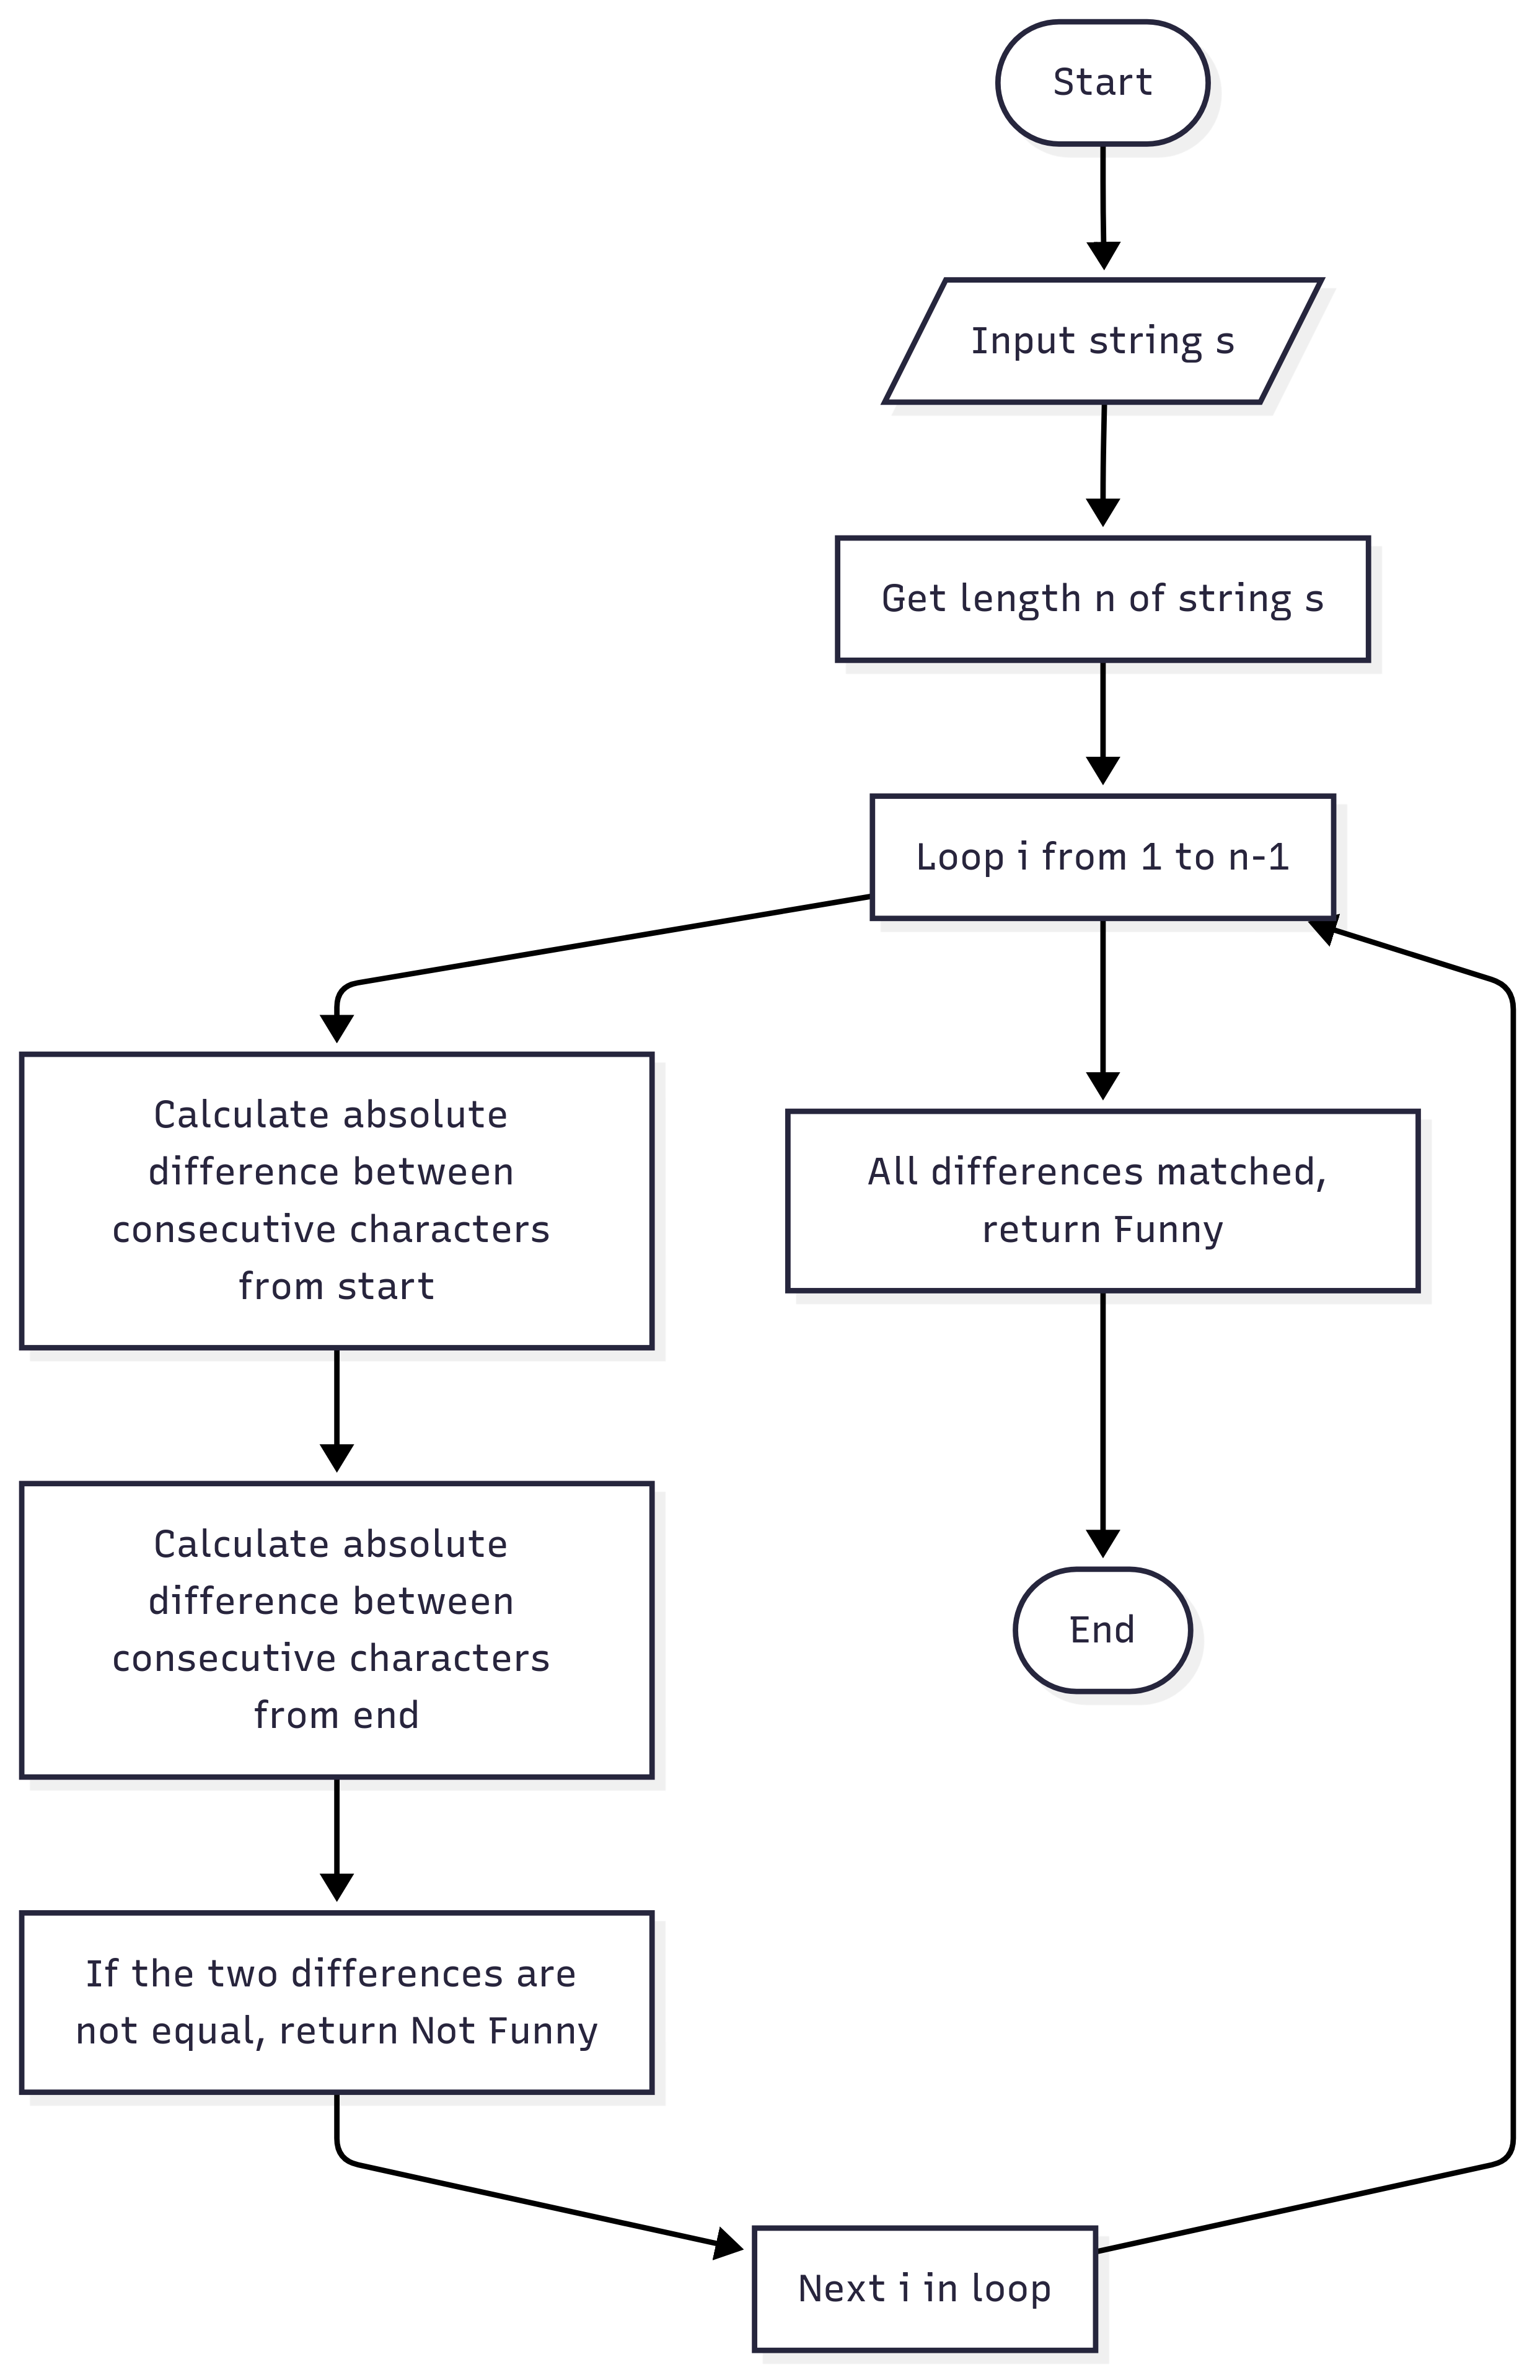 Start
Input string s
Get length n of string s
Loop i from 1 to n-1
Calculate absolute
difference between
consecutive characters
from start
All differences matched,
return Funny
Calculate absolute
difference between
consecutive characters
from end
End
If the two differences are
not equal, return Not Funny
Next i in loop